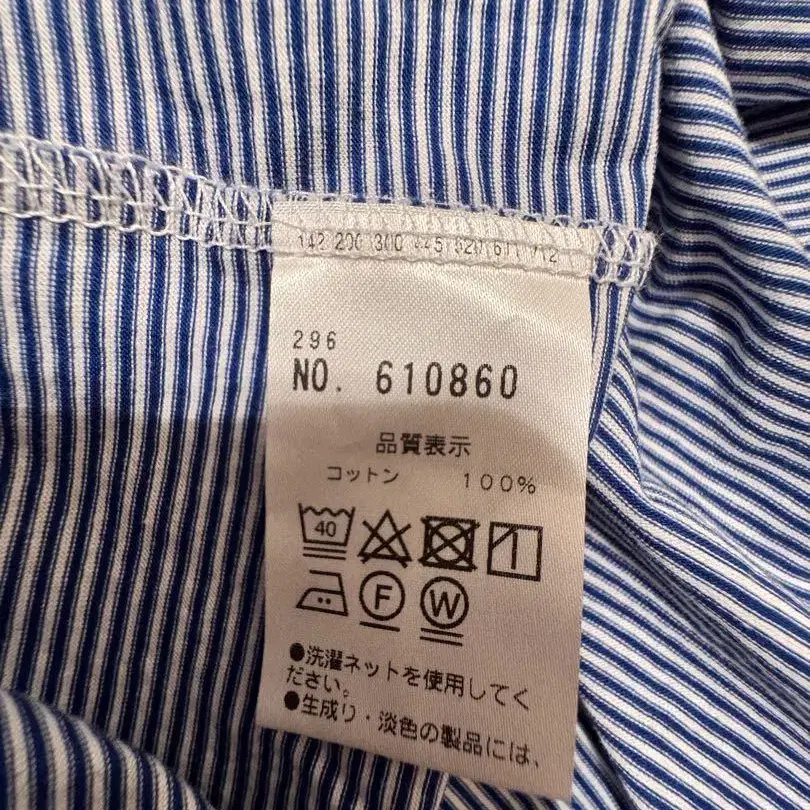 142 200 300 445 520 611 712
296
NO. 610860
品質表示
コットン 100%
40
F W
●洗濯ネットを使用してく
ださい。
●生成り・淡色の製品には、